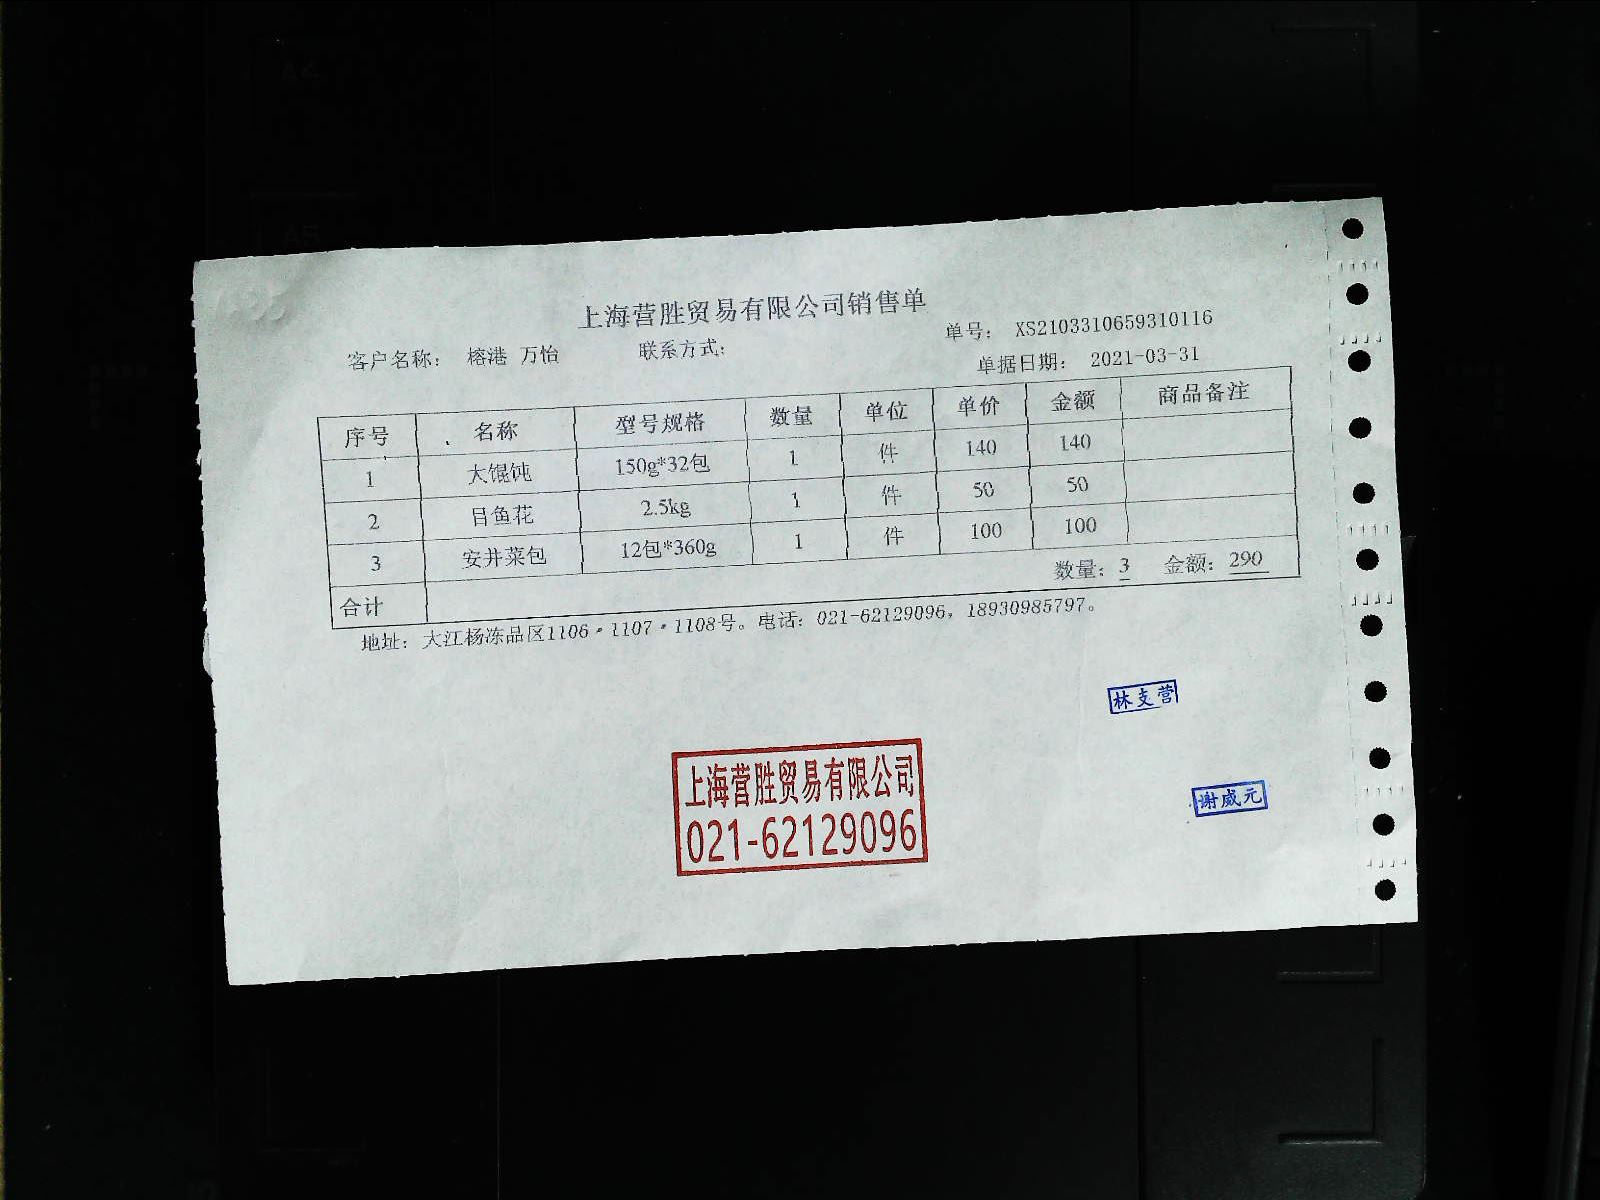 上海营胜贸易有限公司销售单
单号: XS2103310659310116
客户名称: 榕港 万怡 联系方式: 单据日期: 2021-03-31
序号 名称 型号规格 数量 单位 单价 金额 商品备注
1 大馄饨 150g*32包 1 件 140 140
2 目鱼花 2.5kg 1 件 50 50
3 安井菜包 12包*360g 1 件 100 100
合计 数量: 3 金额: 290
地址: 大江杨冻品区1106·1107·1108号。电话: 021-62129096, 18930985797。
林支营
上海营胜贸易有限公司
021-62129096
谢威元